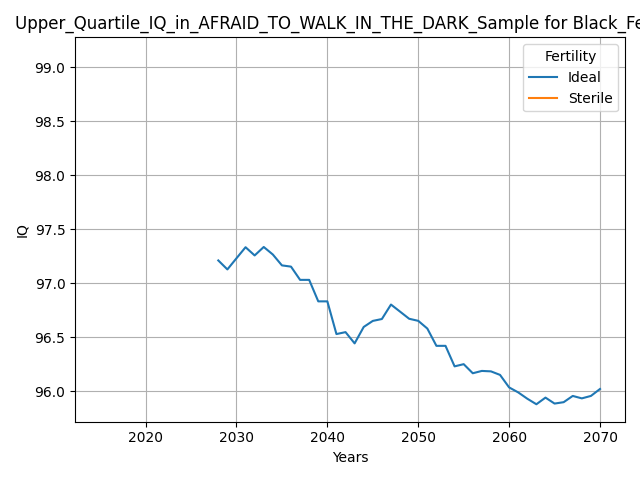 Upper_Quartile_IQ_in_AFRAID_TO_WALK_IN_THE_DARK_Sample for Black_Fe
Fertility
Ideal
Sterile
99.0
98.5
98.0
97.5
97.0
96.5
96.0
IQ
2020 2030 2040 2050 2060 2070
Years